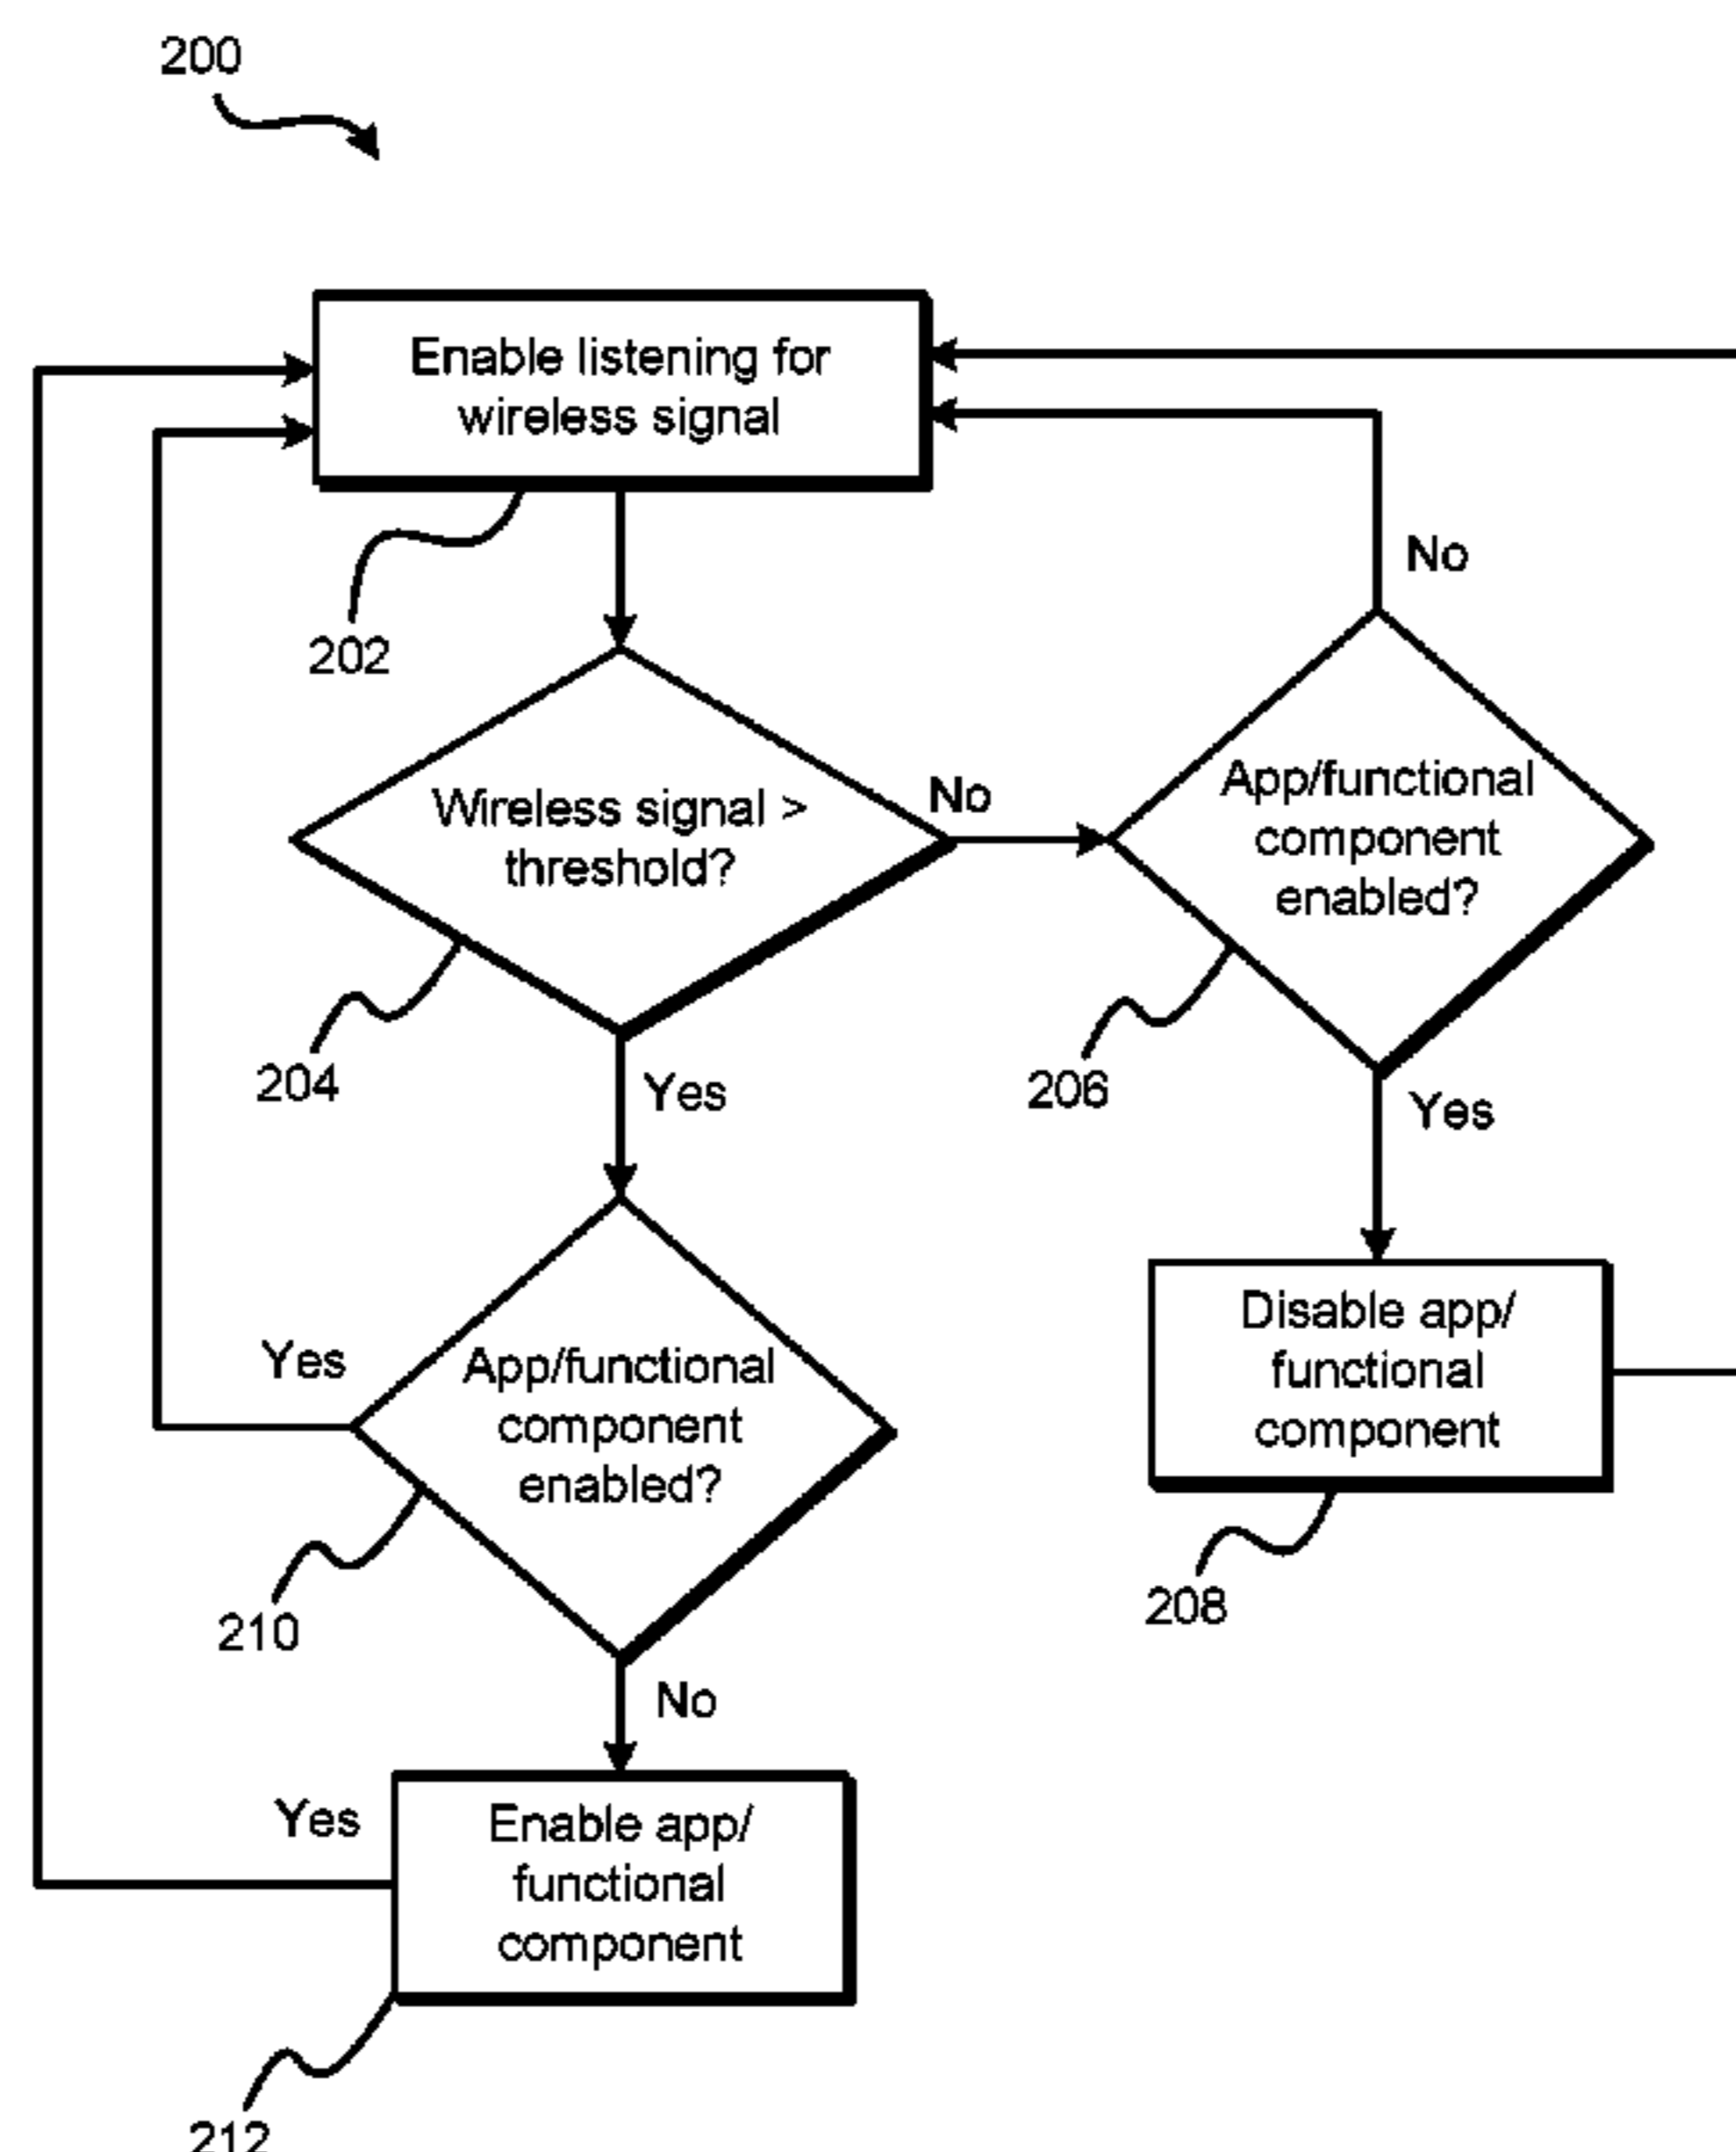 200
Enable listening for
wireless signal
202
No
Wireless signal >
threshold?
No
App/functional
component
enabled?
204
Yes
206
Yes
Disable app/
functional
component
208
Yes
App/functional
component
enabled?
210
No
Yes
Enable app/
functional
component
212